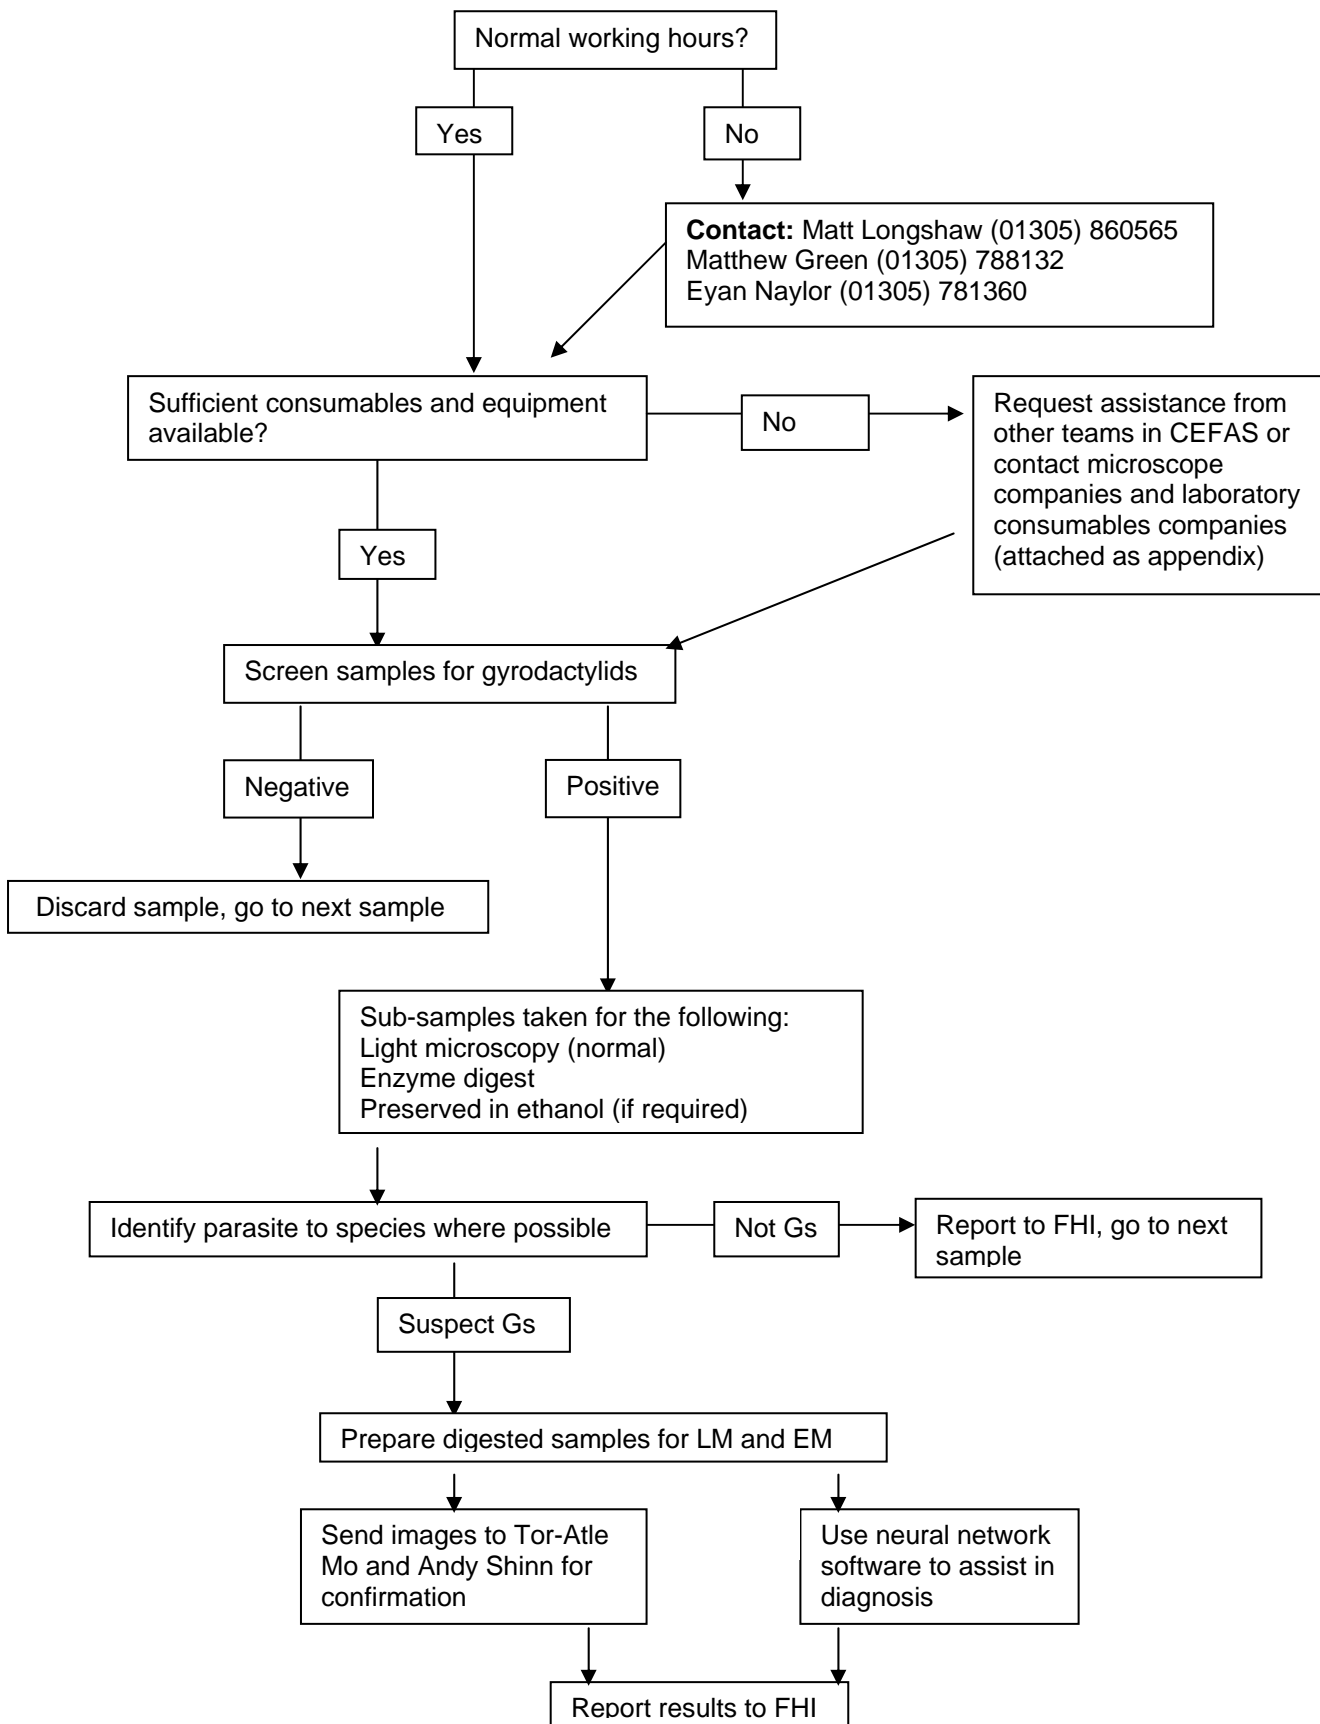 Normal working hours?
Yes
No
Contact: Matt Longshaw (01305) 860565
Matthew Green (01305) 788132
Eyan Naylor (01305) 781360
Sufficient consumables and equipment
available?
No
Request assistance from
other teams in CEFAS or
contact microscope
companies and laboratory
consumables companies
(attached as appendix)
Yes
Screen samples for gyrodactylids
Negative
Positive
Discard sample, go to next sample
Sub-samples taken for the following:
Light microscopy (normal)
Enzyme digest
Preserved in ethanol (if required)
Identify parasite to species where possible
Not Gs
Report to FHI, go to next
sample
Suspect Gs
Prepare digested samples for LM and EM
Send images to Tor-Atle
Mo and Andy Shinn for
confirmation
Use neural network
software to assist in
diagnosis
Report results to FHI